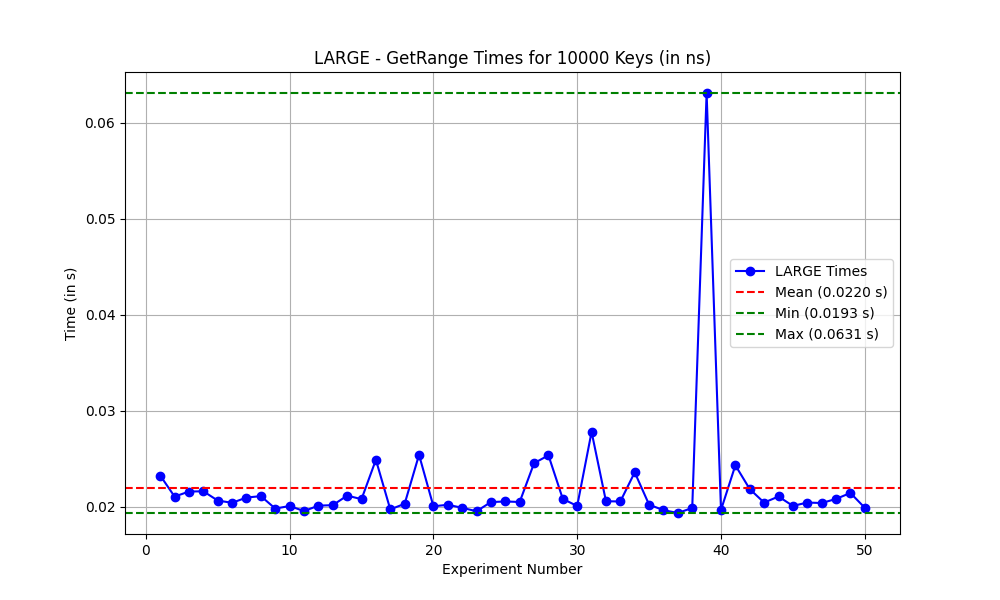 LARGE - GetRange Times for 10000 Keys (in ns)
Time (in s)
0.06
0.05
0.04
0.03
0.02
LARGE Times
Mean (0.0220 s)
Min (0.0193 s)
Max (0.0631 s)
0 10 20 30 40 50
Experiment Number